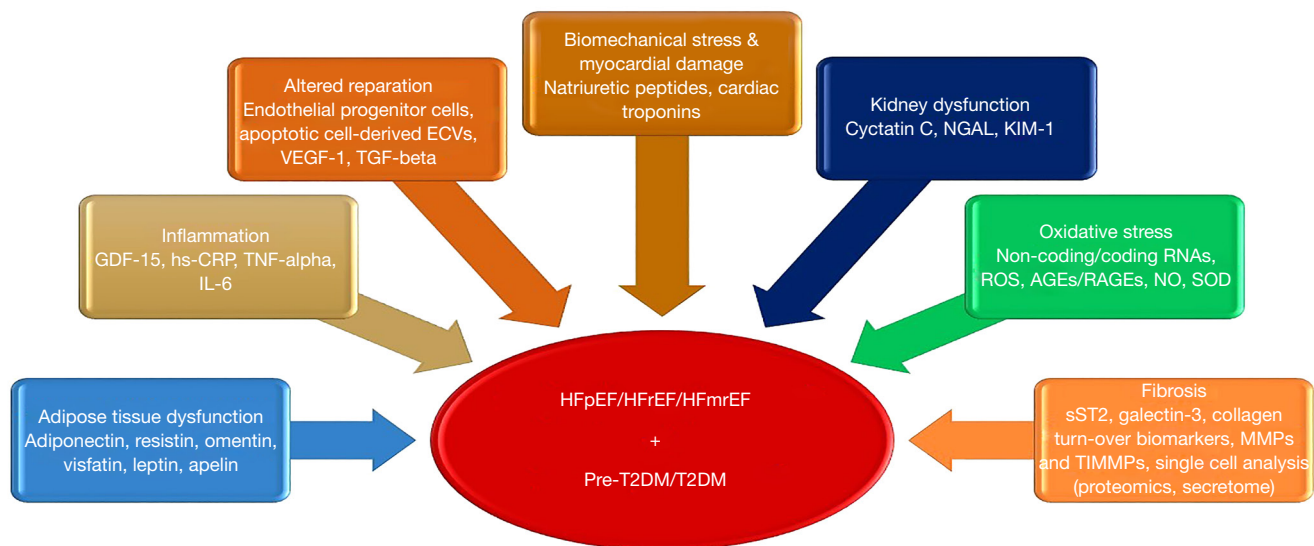 Biomechanical stress &
myocardial damage
Natriuretic peptides, cardiac
troponins
Altered reparation
Endothelial progenitor cells,
apoptotic cell-derived ECVs,
VEGF-1, TGF-beta
Kidney dysfunction
Cyctatin C, NGAL, KIM-1
Inflammation
GDF-15, hs-CRP, TNF-alpha,
IL-6
Oxidative stress
Non-coding/coding RNAs,
ROS, AGEs/RAGEs, NO, SOD
Adipose tissue dysfunction
Adiponectin, resistin, omentin,
visfatin, leptin, apelin
HFpEF/HFrEF/HFmrEF
+
Pre-T2DM/T2DM
Fibrosis
sST2, galectin-3, collagen
turn-over biomarkers, MMPs
and TIMMPs, single cell analysis
(proteomics, secretome)